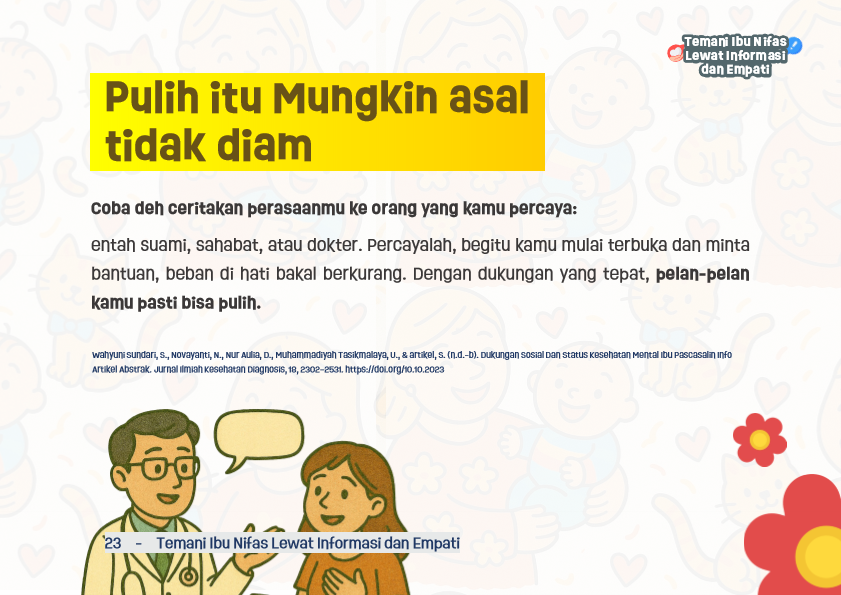 Temani Ibu Nifas
Lewat Informasi
dan Empati
Pulih itu Mungkin asal
tidak diam
Coba deh ceritakan perasaanmu ke orang yang kamu percaya:
entah suami, sahabat, atau dokter. Percayalah, begitu kamu mulai terbuka dan minta
bantuan, beban di hati bakal berkurang. Dengan dukungan yang tepat, pelan-pelan
kamu pasti bisa pulih.
Wahyuni Sundari, S., Novayanti, N., Nur Aulia, D., Muhammadiyah Tasikmalaya, U., & artikel, S. (n.d.-b). Dukungan Sosial Dan Status Kesehatan Mental Ibu Pascasalin Info
Artikel Abstrak. Jurnal Ilmiah Kesehatan Diagnosis, 18, 2302–2531. https://doi.org/10.10.2023
23 - Temani Ibu Nifas Lewat Informasi dan Empati